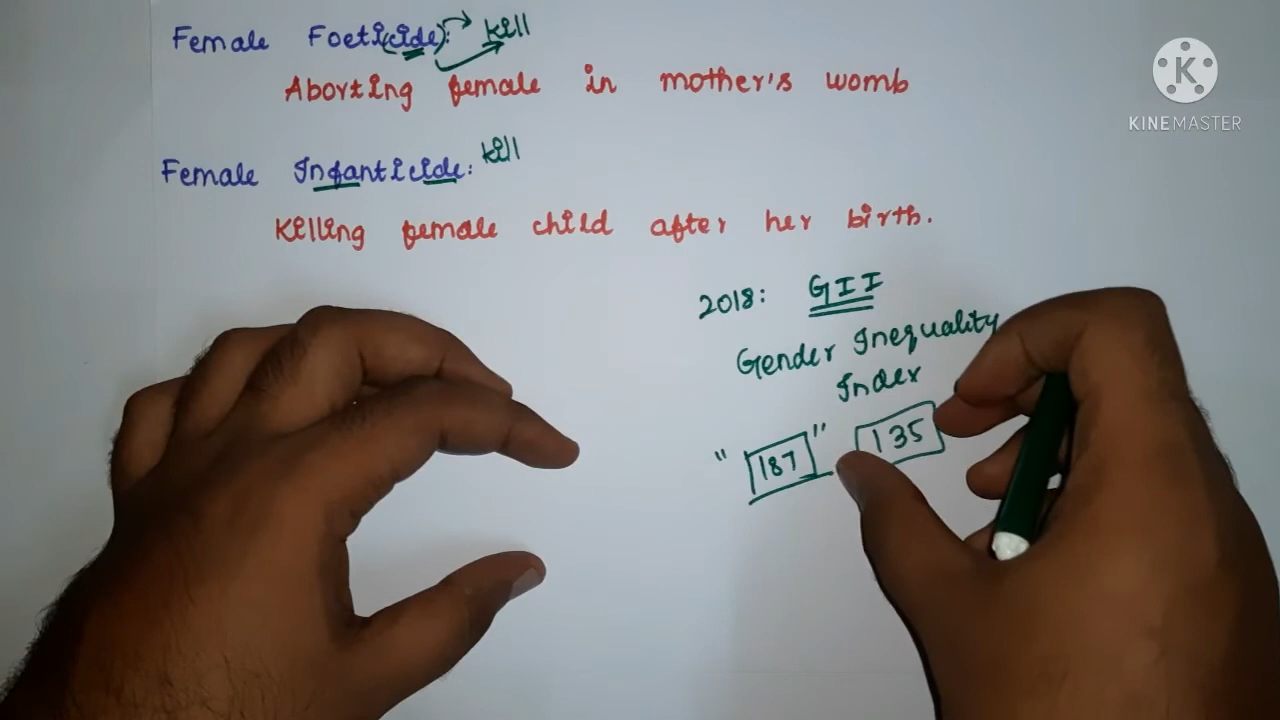 Female Foeticide): kill
Aborting female in mother's womb
Female Infanticide: kill
Killing female child after her birth.
2018: GII
Gender Inequality
Index
"187" 135
K
KINEMASTER